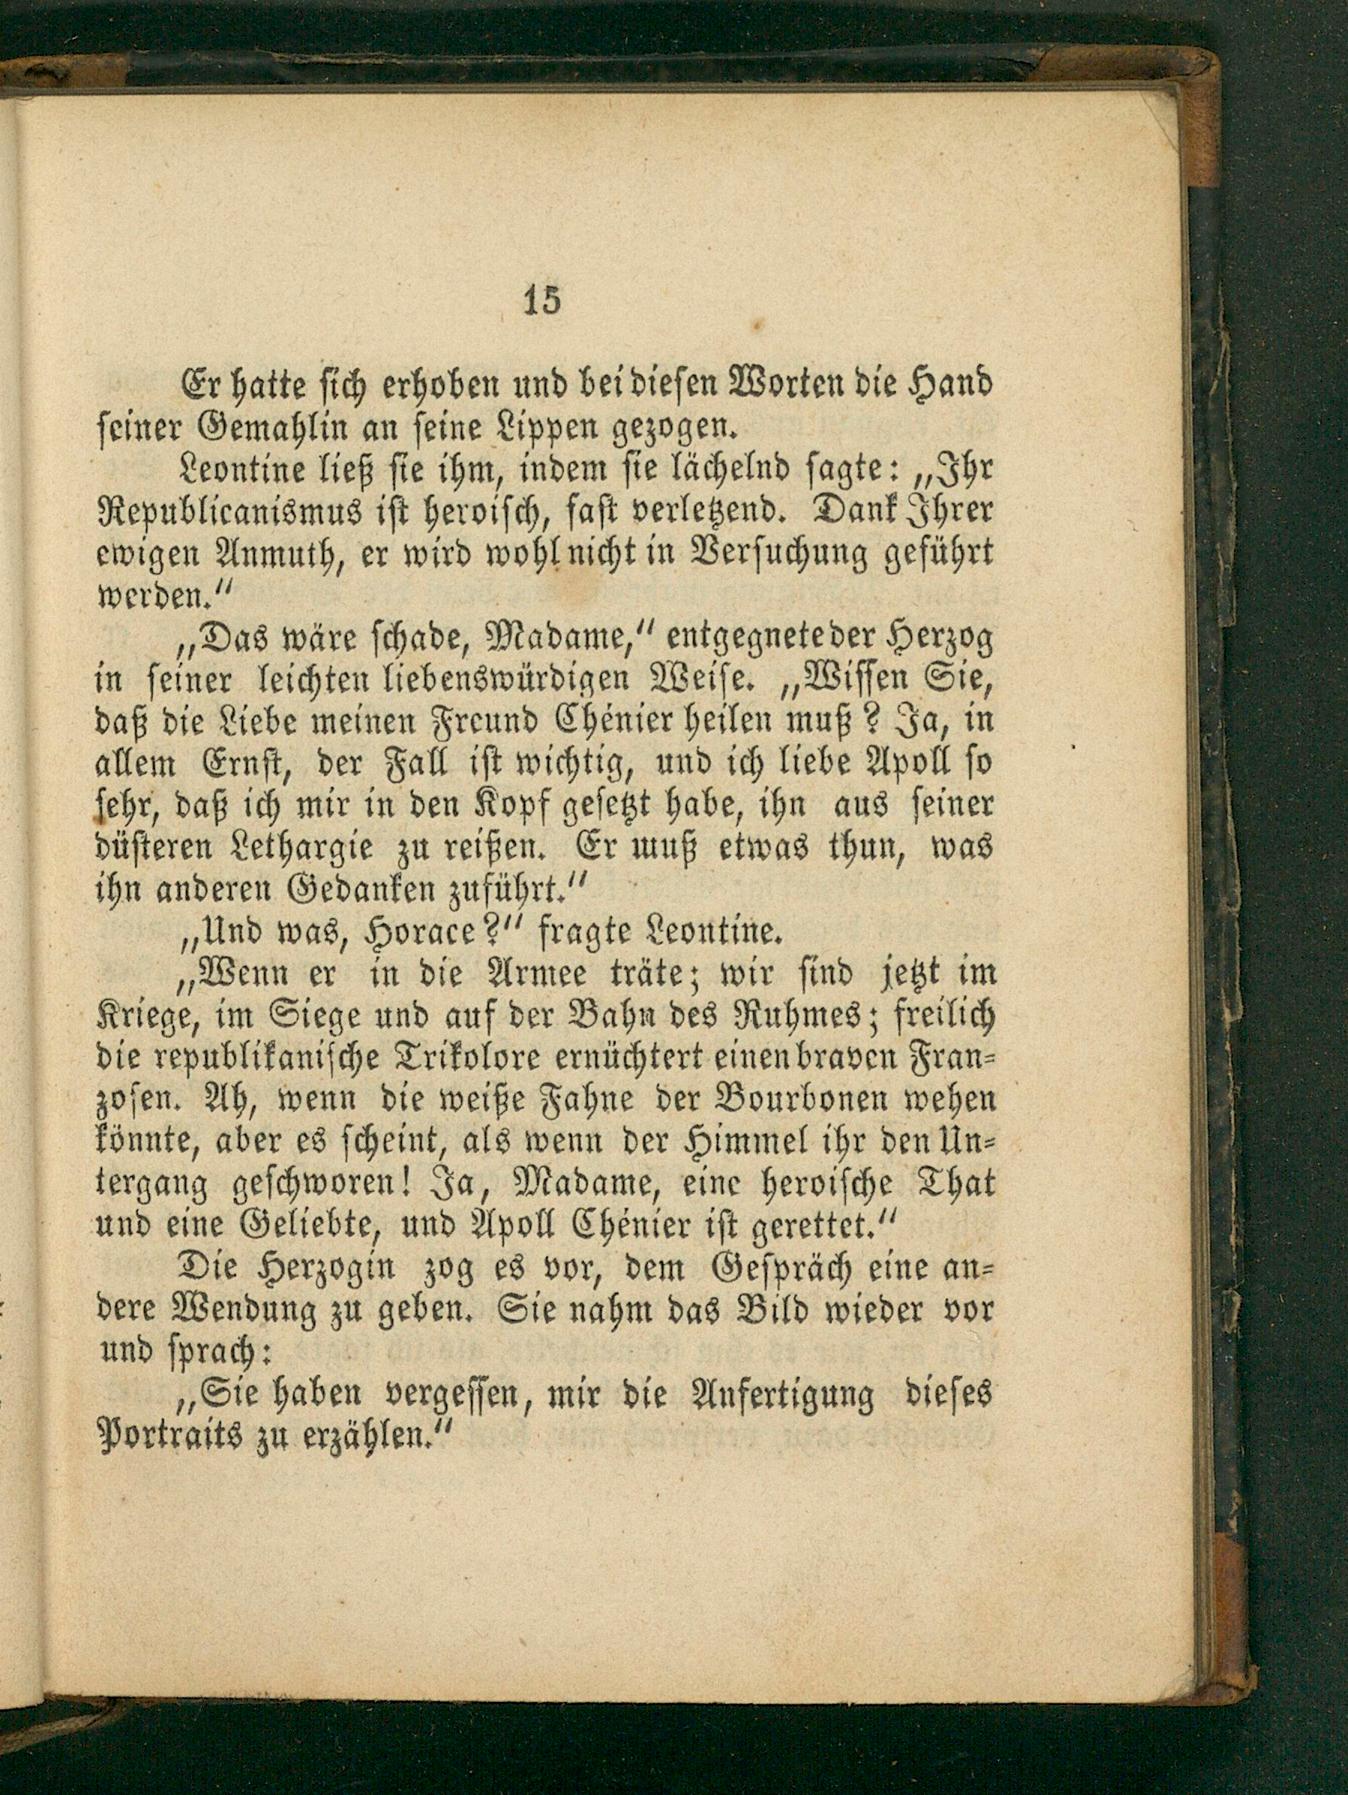 15
Er hatte sich erhoben und bei diesen Worten die Hand
seiner Gemahlin an seine Lippen gezogen.
Leontine ließ sie ihm, indem sie lächelnd sagte: „Ihr
Republicanismus ist heroisch, fast verletzend. Dank Ihrer
ewigen Anmuth, er wird wohl nicht in Versuchung geführt
werden.“
„Das wäre schade, Madame,“ entgegnete der Herzog
in seiner leichten liebenswürdigen Weise. „Wissen Sie,
daß die Liebe meinen Freund Chénier heilen muß? Ja, in
allem Ernst, der Fall ist wichtig, und ich liebe Apoll so
sehr, daß ich mir in den Kopf gesetzt habe, ihn aus seiner
düsteren Lethargie zu reißen. Er muß etwas thun, was
ihn anderen Gedanken zuführt.“
„Und was, Horace?“ fragte Leontine.
„Wenn er in die Armee träte; wir sind jetzt im
Kriege, im Siege und auf der Bahn des Ruhmes; freilich
die republikanische Trikolore ernüchtert einen braven Fran-
zosen. Ah, wenn die weiße Fahne der Bourbonen wehen
könnte, aber es scheint, als wenn der Himmel ihr den Un-
tergang geschworen! Ja, Madame, eine heroische That
und eine Geliebte, und Apoll Chénier ist gerettet.“
Die Herzogin zog es vor, dem Gespräch eine an-
dere Wendung zu geben. Sie nahm das Bild wieder vor
und sprach:
„Sie haben vergessen, mir die Anfertigung dieses
Portraits zu erzählen.“